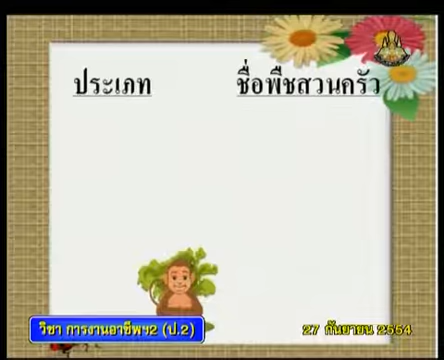 ประเภท ชื่อพืชสวนครัว
วิชา การงานอาชีพฯ2 (ป.2) 27 กันยายน 2554